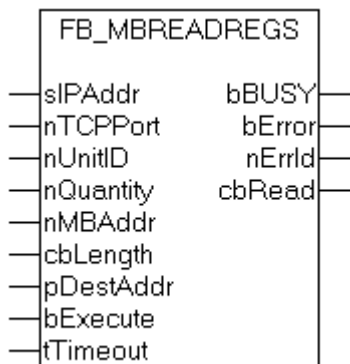 FB_MBREADREGS
sIPAddr bBUSY
nTCPPort bError
nUnitID nErrId
nQuantity cbRead
nMBAddr
cbLength
pDestAddr
bExecute
tTimeout